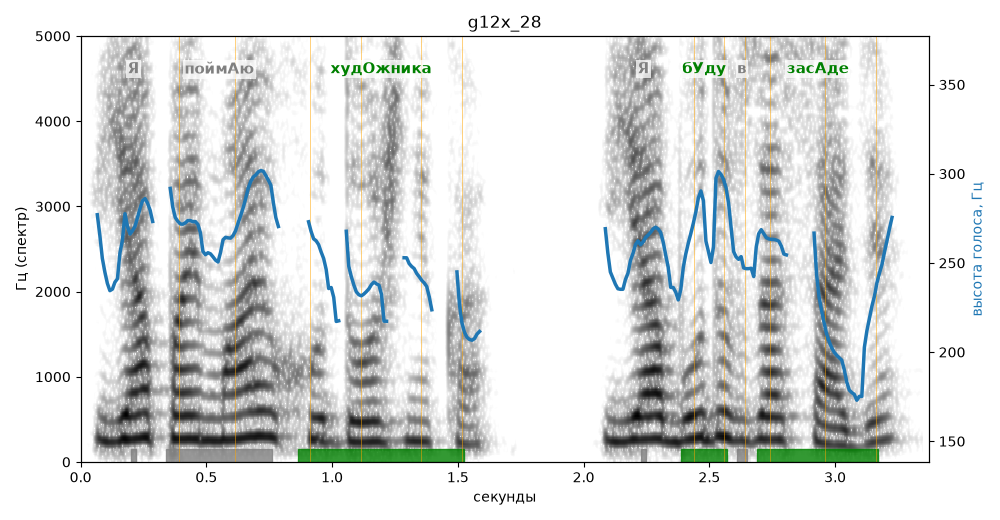 g12x_28
5000
4000
3000
2000
1000
0
Гц (спектр)
Я поймАю худОжника Я бУду в засАде
350
300
250
200
150
высота голоса, Гц
0.0 0.5 1.0 1.5 2.0 2.5 3.0
секунды